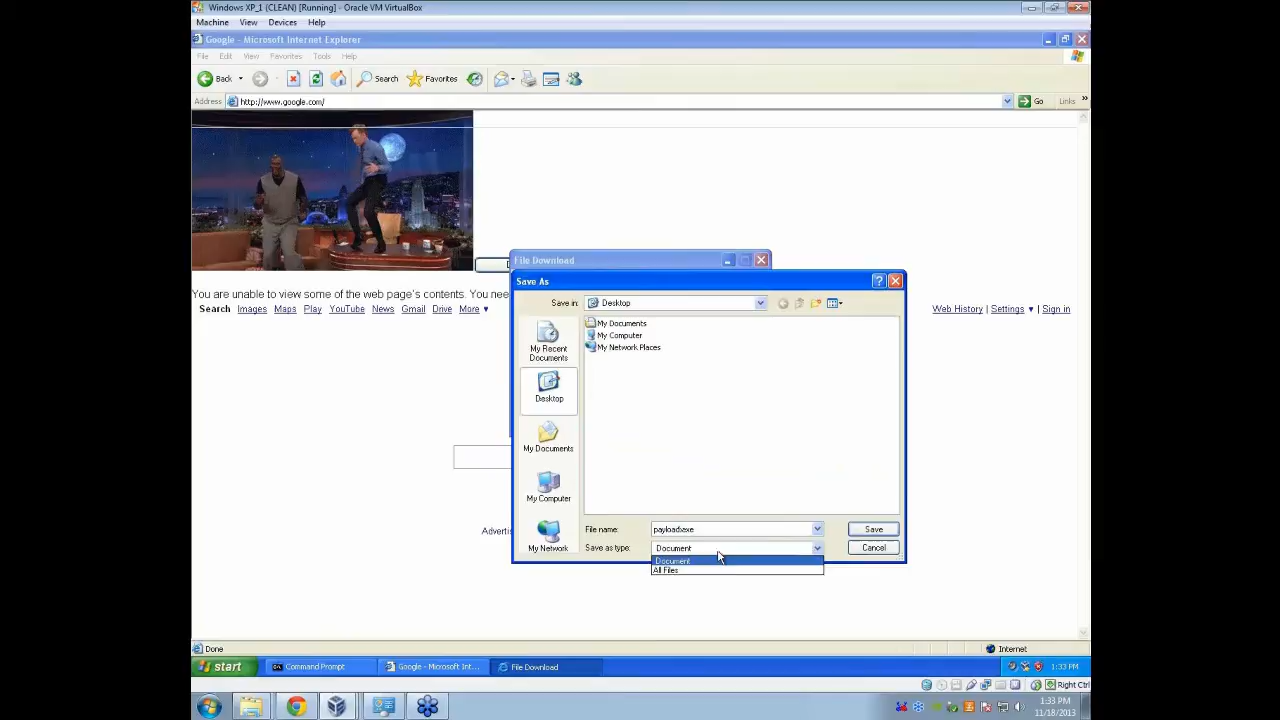 Windows XP_1 (CLEAN) [Running] - Oracle VM VirtualBox
Machine View Devices Help
Google - Microsoft Internet Explorer
File Edit View Favorites Tools Help
Back Search Favorites
Address http://www.google.com/ Go Links »
File Download
Save As
You are unable to view some of the web page's contents. You nee
Save in: Desktop
Search Images Maps Play YouTube News Gmail Drive More ▼
Web History | Settings ▼ | Sign in
My Documents
My Computer
My Network Places
My Recent
Documents
Desktop
My Documents
My Computer
My Network
File name: payload\exe Save
Adverti
Save as type: Document Cancel
Document
All Files
Done Internet
start Command Prompt Google - Microsoft Int... File Download 1:33 PM
Right Ctrl
1:33 PM
11/18/2013